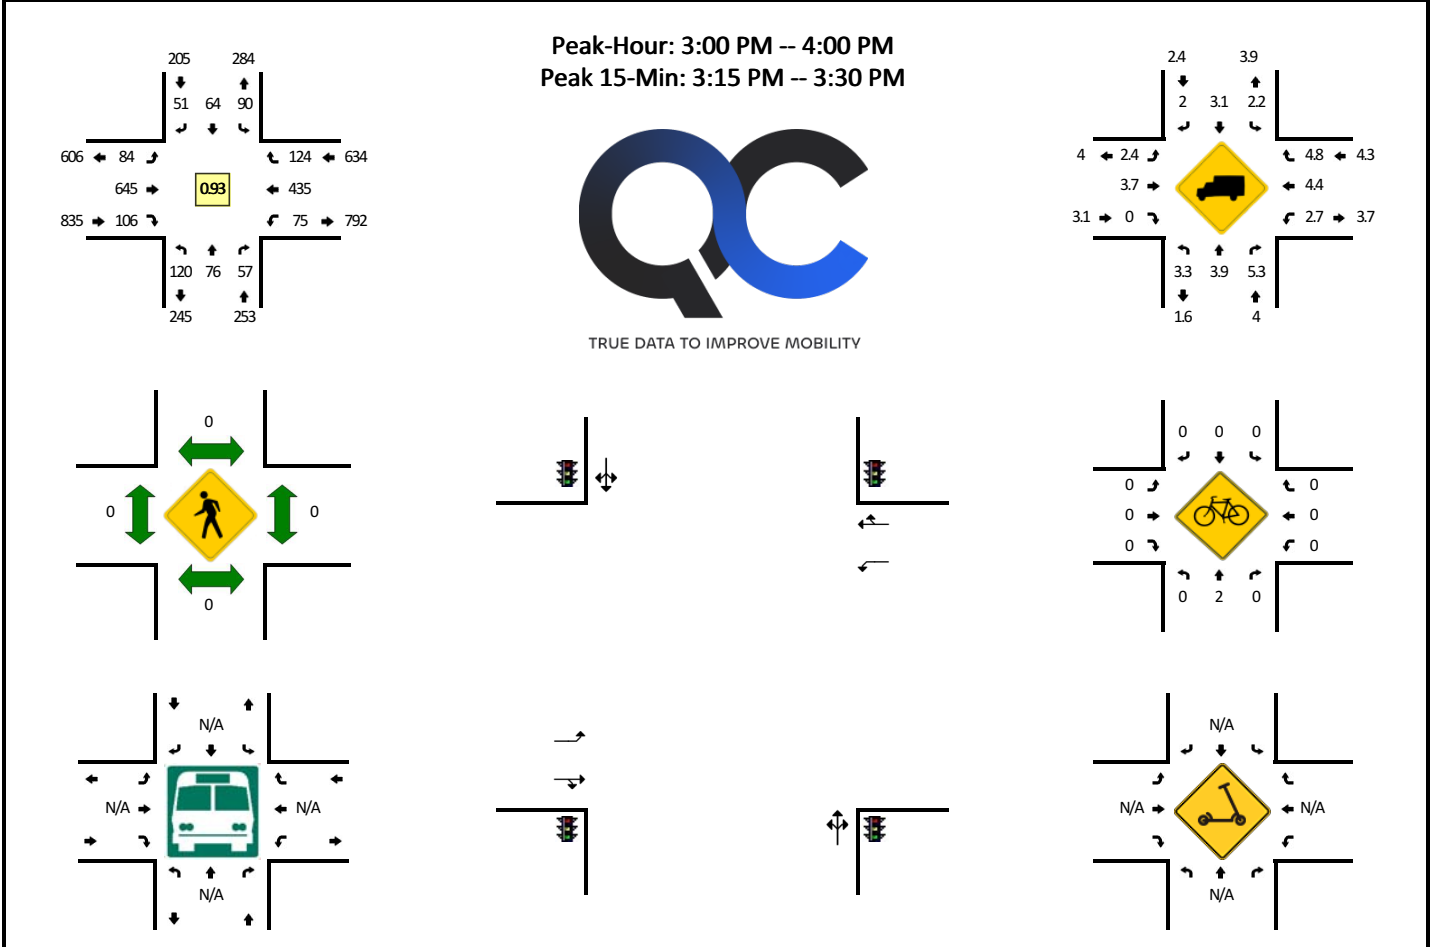 Peak-Hour: 3:00 PM -- 4:00 PM
Peak 15-Min: 3:15 PM -- 3:30 PM
205 284
51 64 90
606 84 124 634
645 0.93 435
835 106 75 792
120 76 57
245 253
QC
TRUE DATA TO IMPROVE MOBILITY
2.4 3.9
2 3.1 2.2
4 2.4 4.8 4.3
3.7 4.4
3.1 0 2.7 3.7
3.3 3.9 5.3
1.6 4
0
0 0
0
0 0 0
0 0
0 0
0 0
0 2 0
N/A
N/A N/A
N/A
N/A
N/A N/A
N/A